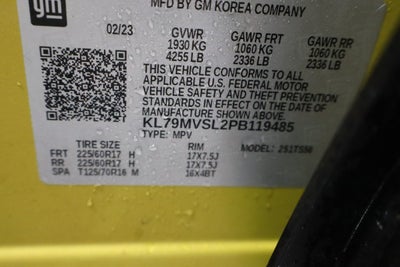 gm
MFD BY GM KOREA COMPANY
02/23 GVWR GAWR FRT GAWR RR
1930 KG 1060 KG 1060 KG
4255 LB 2336 LB 2336 LB
THIS VEHICLE CONFORMS TO ALL
APPLICABLE U.S. FEDERAL MOTOR
VEHICLE SAFETY AND THEFT
PREVENTION STANDARDS IN
EFFECT ON THE DATE OF
MANUFACTURE SHOWN ABOVE.
KL79MVSL2PB119485
TYPE: MPV
TIRE SIZE RIM MODEL: 2S1TS56
FRT 225/60R17 H 17X7.5J
RR 225/60R17 H 17X7.5J
SPA T125/70R16 M 16X4BT